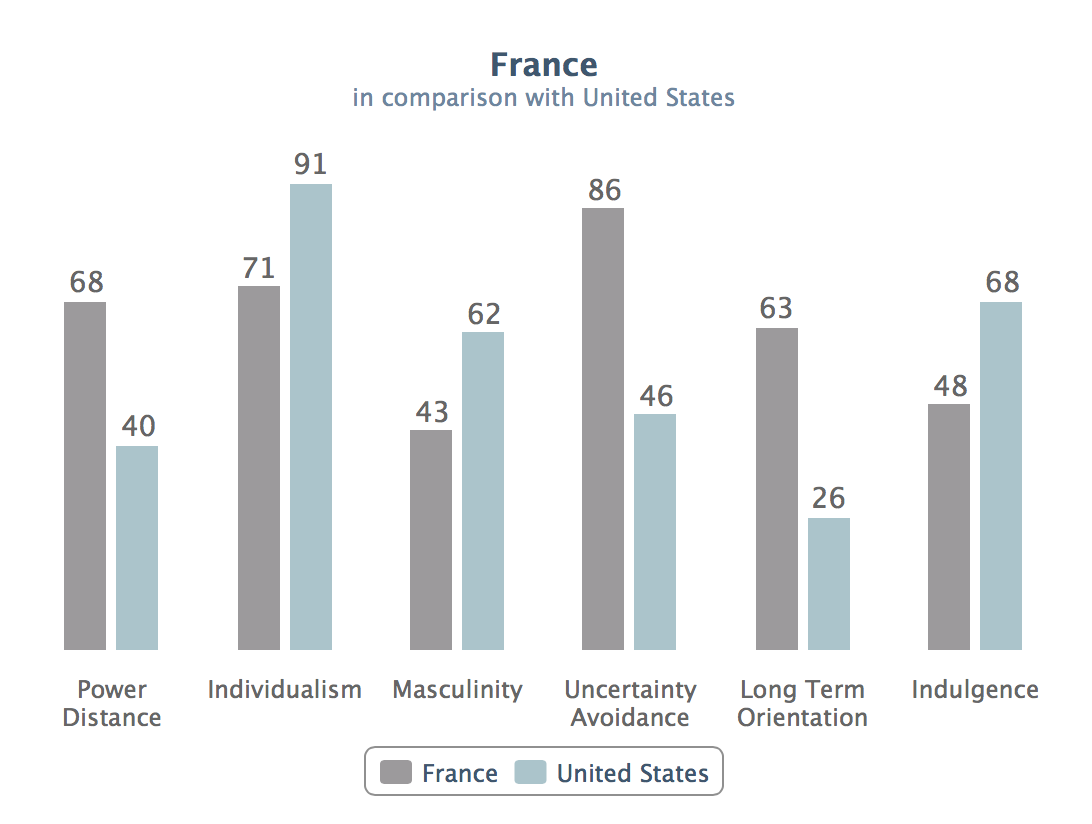 France
in comparison with United States
68
40
71
91
43
62
86
46
63
26
48
68
Power
Distance
Individualism
Masculinity
Uncertainty
Avoidance
Long Term
Orientation
Indulgence
France
United States